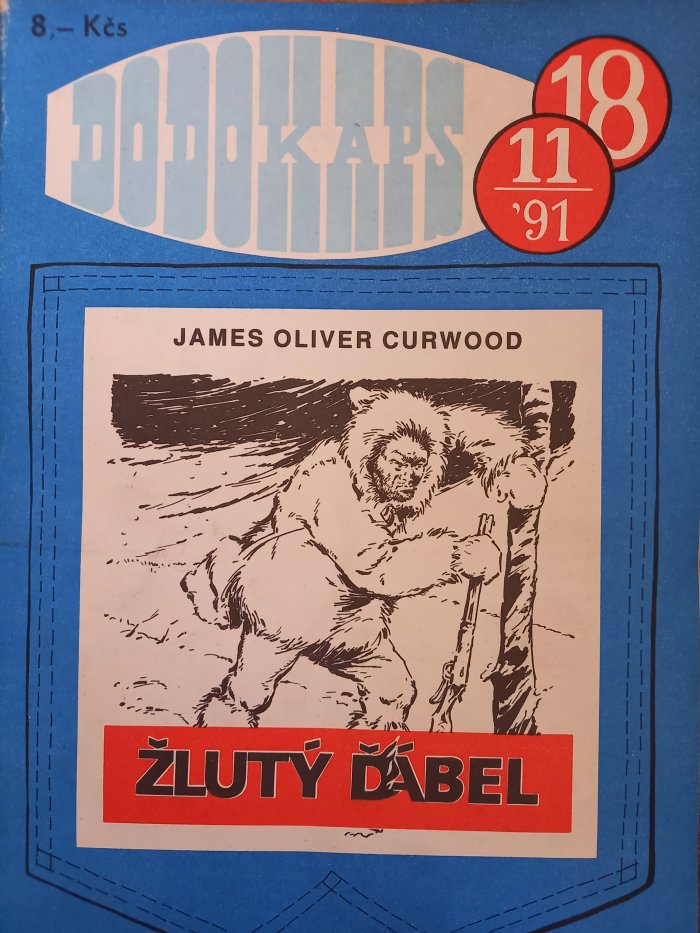 8,– Kčs
DODOKAPS
18
11
'91
JAMES OLIVER CURWOOD
ŽLUTÝ ĎÁBEL